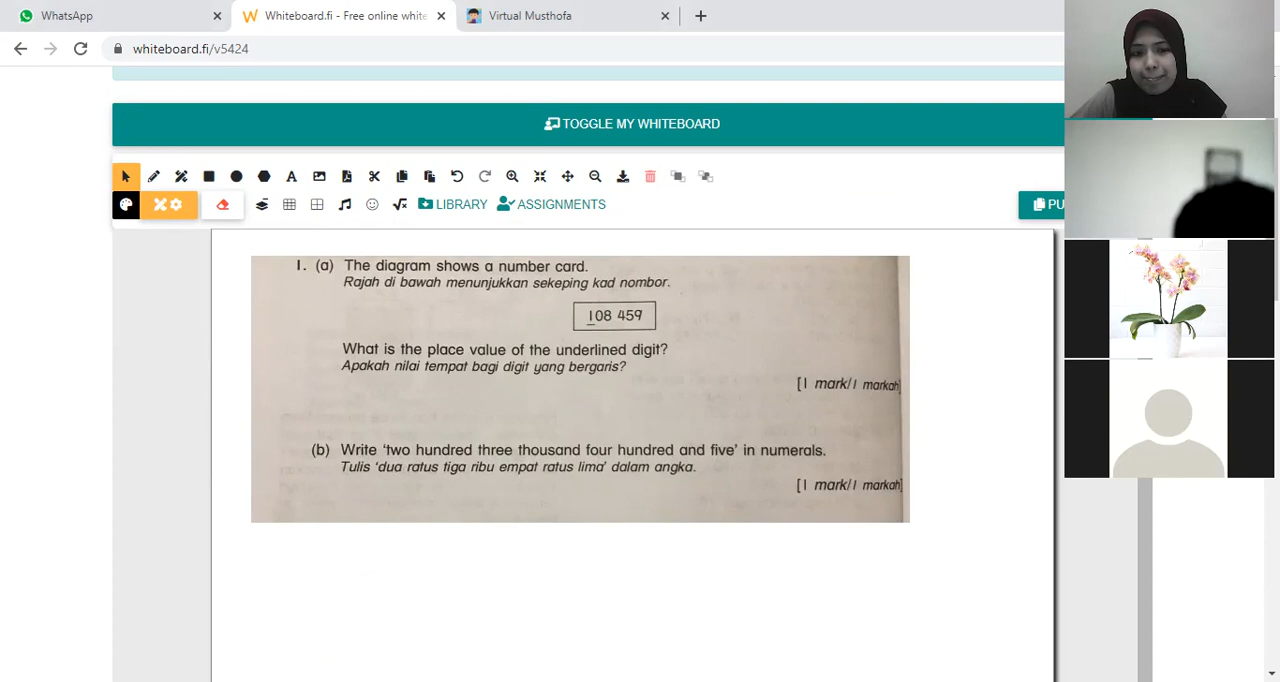 WhatsApp
Whiteboard.fi - Free online white
Virtual Musthofa
whiteboard.fi/v5424
TOGGLE MY WHITEBOARD
LIBRARY
ASSIGNMENTS
PU
1. (a) The diagram shows a number card.
Rajah di bawah menunjukkan sekeping kad nombor.
108 459
What is the place value of the underlined digit?
Apakah nilai tempat bagi digit yang bergaris?
[1 mark/1 markah]
(b) Write ‘two hundred three thousand four hundred and five’ in numerals.
Tulis ‘dua ratus tiga ribu empat ratus lima’ dalam angka.
[1 mark/1 markah]